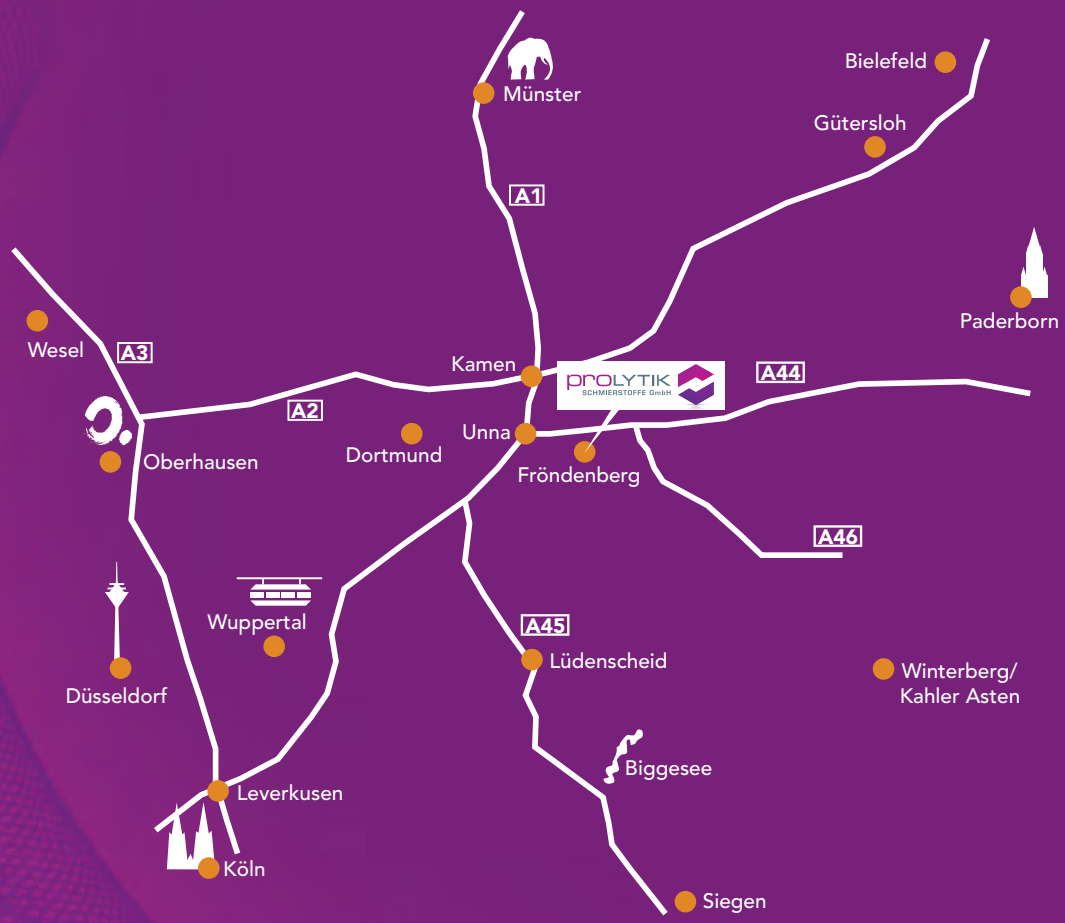 Bielefeld
Münster
Gütersloh
A1
Paderborn
Wesel
A3
Kamen
proLYTIK
SCHMIERSTOFFE GmbH
A44
A2
Unna
Dortmund
Oberhausen
Fröndenberg
A46
Wuppertal
A45
Lüdenscheid
Düsseldorf
Winterberg/
Kahler Asten
Biggesee
Leverkusen
Köln
Siegen